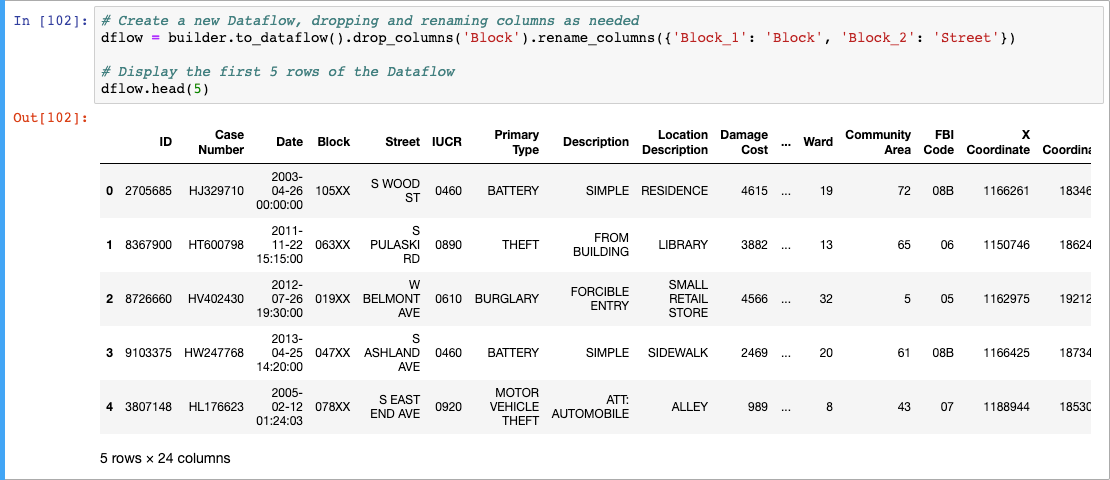 In [102]: # Create a new Dataflow, dropping and renaming columns as needed
dflow = builder.to_dataflow().drop_columns('Block').rename_columns({'Block_1': 'Block', 'Block_2': 'Street'})
# Display the first 5 rows of the Dataflow
dflow.head(5)
Out[102]:
ID Case Number Date Block Street IUCR Primary Type Description Location Description Damage Cost ... Ward Community Area FBI Code X Coordinate
0 2705685 HJ329710 2003-04-26 00:00:00 105XX S WOOD ST 0460 BATTERY SIMPLE RESIDENCE 4615 ... 19 72 08B 1166261 18346
1 8367900 HT600798 2011-11-22 15:15:00 063XX S PULASKI RD 0890 THEFT FROM BUILDING LIBRARY 3882 ... 13 65 06 1150746 18624
2 8726660 HV402430 2012-07-26 19:30:00 019XX W BELMONT AVE 0610 BURGLARY FORCIBLE ENTRY SMALL RETAIL STORE 4566 ... 32 5 05 1162975 19212
3 9103375 HW247768 2013-04-25 14:20:00 047XX S ASHLAND AVE 0460 BATTERY SIMPLE SIDEWALK 2469 ... 20 61 08B 1166425 18734
4 3807148 HL176623 2005-02-12 01:24:03 078XX S EAST END AVE 0920 MOTOR VEHICLE THEFT ATT: AUTOMOBILE ALLEY 989 ... 8 43 07 1188944 18530
5 rows × 24 columns